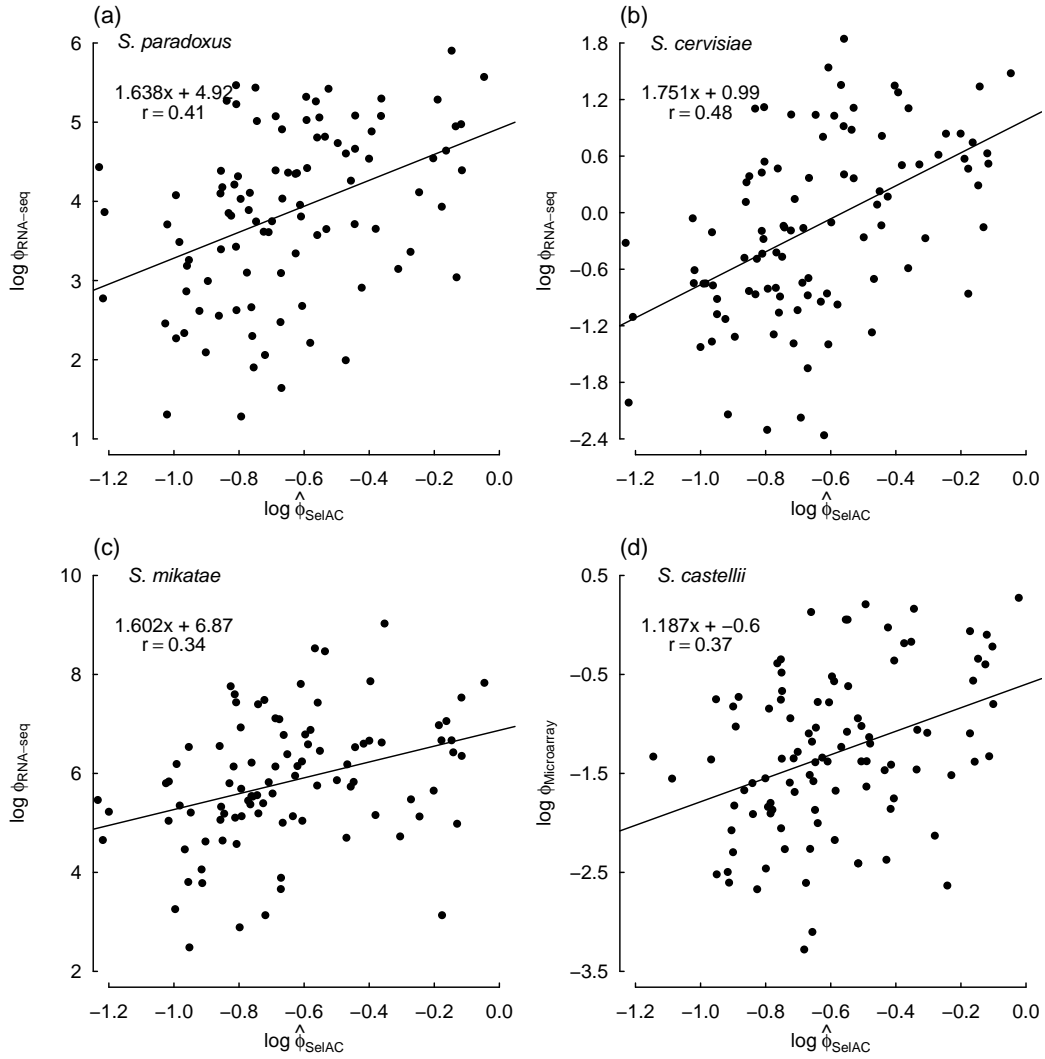 (a)
S. paradoxus
1.638x + 4.92
r = 0.41
log ϕRNA−seq
6
5
4
3
2
1
−1.2 −1.0 −0.8 −0.6 −0.4 −0.2 0.0
log ϕ̂SelAC
(b)
S. cervisiae
1.751x + 0.99
r = 0.48
log ϕRNA−seq
1.8
1.2
0.6
0.0
−0.6
−1.2
−1.8
−2.4
−1.2 −1.0 −0.8 −0.6 −0.4 −0.2 0.0
log ϕ̂SelAC
(c)
S. mikatae
1.602x + 6.87
r = 0.34
log ϕRNA−seq
10
8
6
4
2
−1.2 −1.0 −0.8 −0.6 −0.4 −0.2 0.0
log ϕ̂SelAC
(d)
S. castellii
1.187x + −0.6
r = 0.37
log ϕMicroarray
0.5
−0.5
−1.5
−2.5
−3.5
−1.2 −1.0 −0.8 −0.6 −0.4 −0.2 0.0
log ϕ̂SelAC